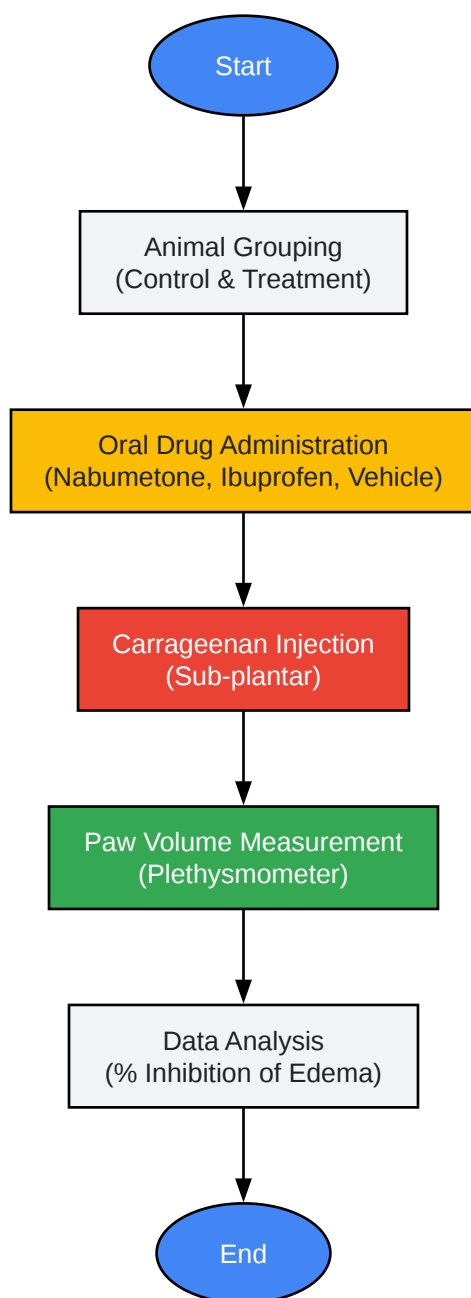 Start
Animal Grouping
(Control & Treatment)
Oral Drug Administration
(Nabumetone, Ibuprofen, Vehicle)
Carrageenan Injection
(Sub-plantar)
Paw Volume Measurement
(Plethysmometer)
Data Analysis
(% Inhibition of Edema)
End